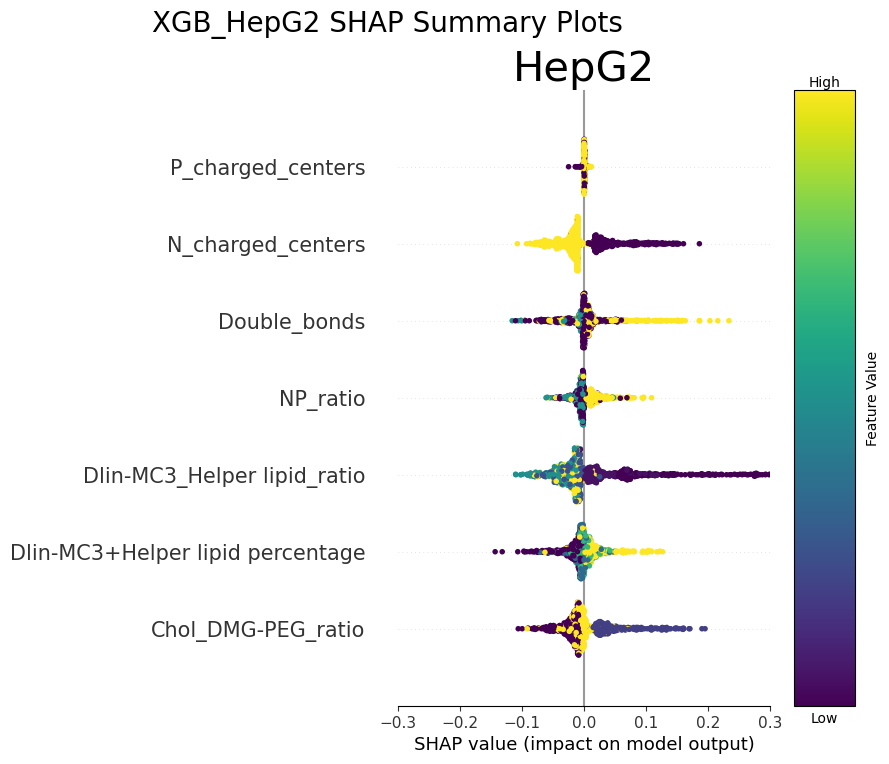 XGB_HepG2 SHAP Summary Plots
HepG2
High
P_charged_centers
N_charged_centers
Double_bonds
NP_ratio
Dlin-MC3_Helper lipid_ratio
Dlin-MC3+Helper lipid percentage
Chol_DMG-PEG_ratio
Feature Value
Low
−0.3 −0.2 −0.1 0.0 0.1 0.2 0.3
SHAP value (impact on model output)